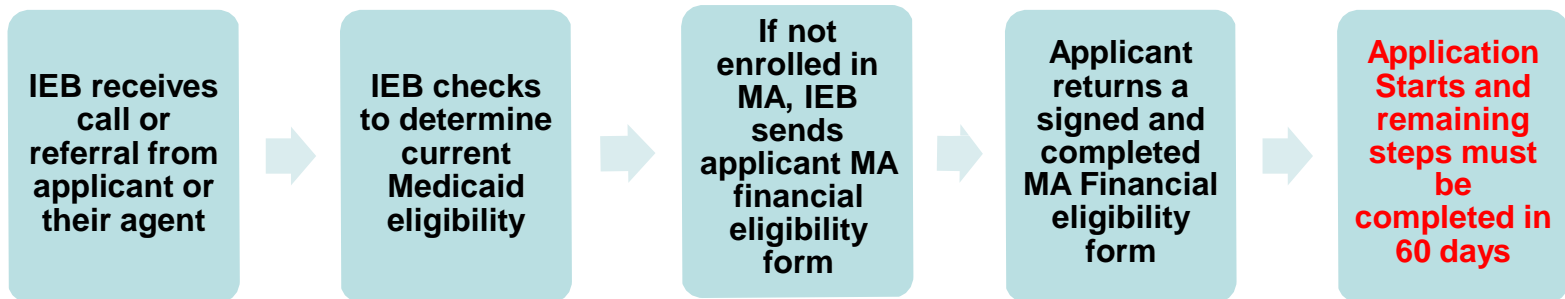 IEB receives
call or
referral from
applicant or
their agent
IEB checks
to determine
current
Medicaid
eligibility
If not
enrolled in
MA, IEB
sends
applicant MA
financial
eligibility
form
Applicant
returns a
signed and
completed
MA Financial
eligibility
form
Application
Starts and
remaining
steps must
be
completed in
60 days